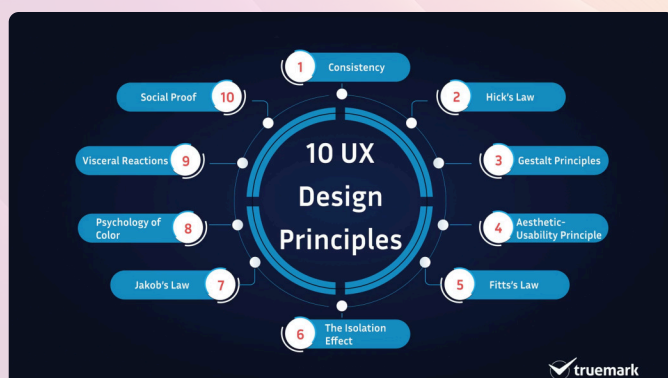 10 UX
Design
Principles
1 Consistency
2 Hick's Law
3 Gestalt Principles
4 Aesthetic-
Usability Principle
5 Fitts's Law
6 The Isolation
Effect
Jakob's Law 7
Psychology of
Color 8
Visceral Reactions 9
Social Proof 10
truemark